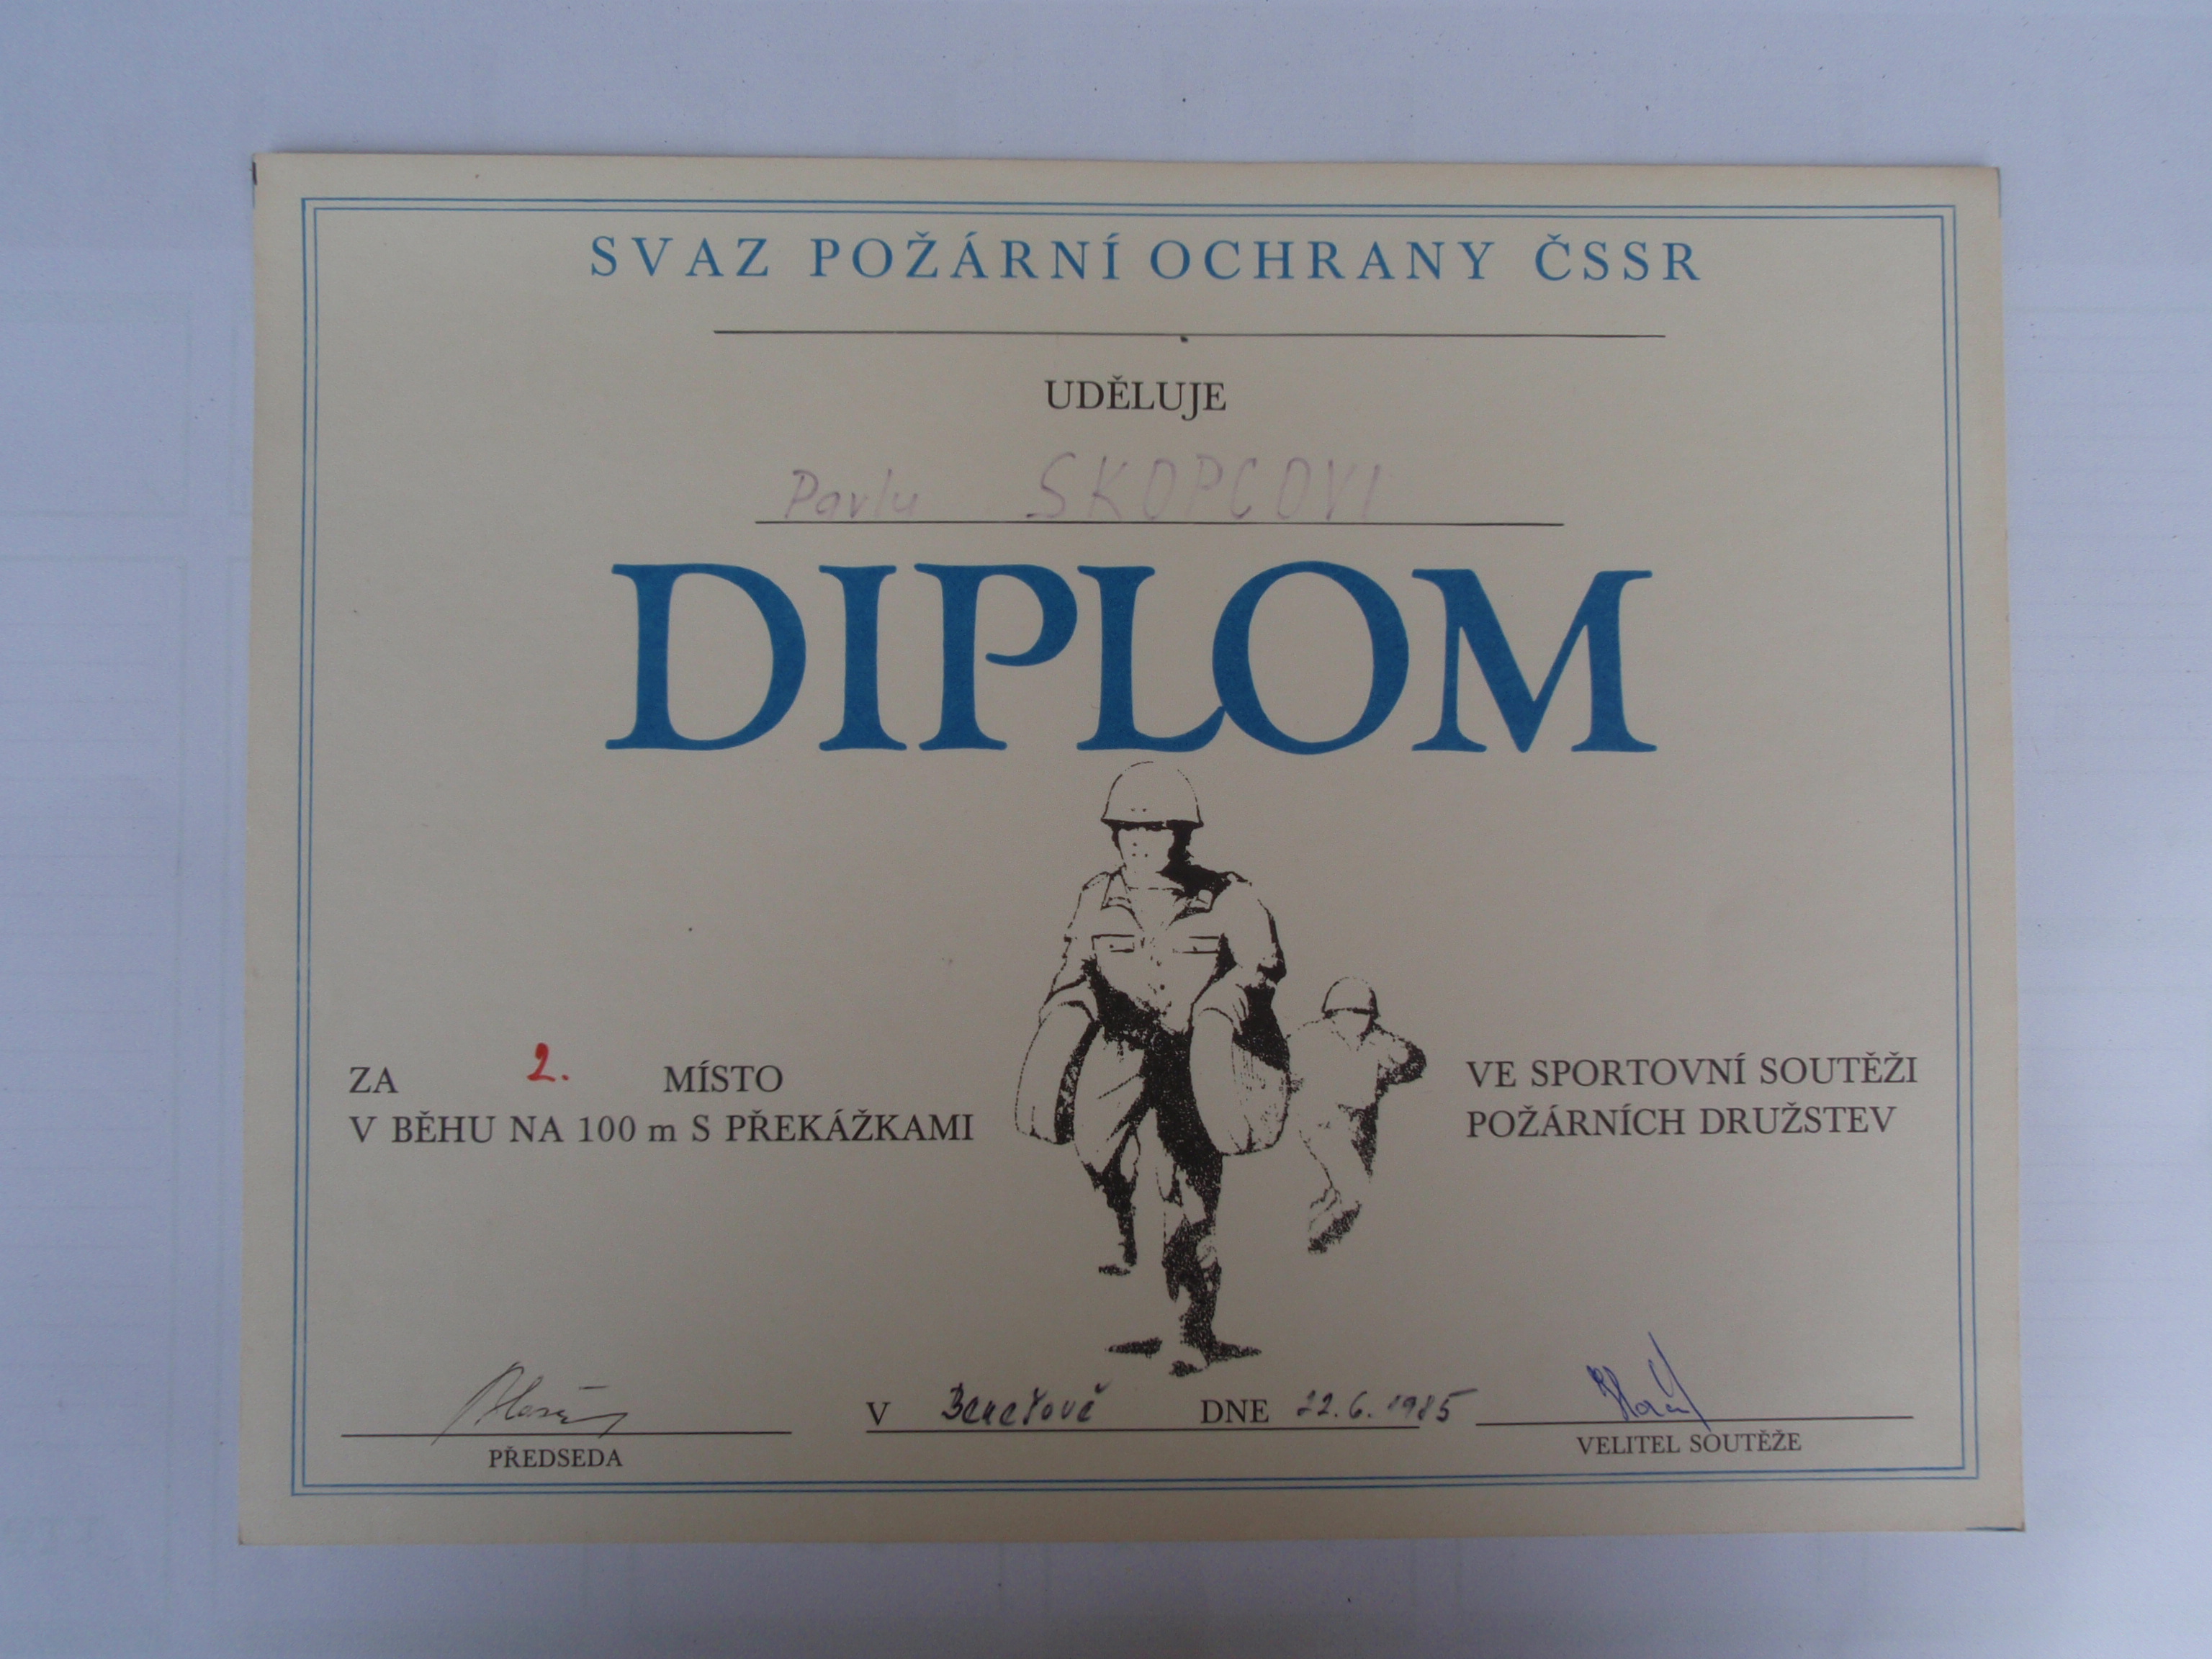 SVAZ POŽÁRNÍ OCHRANY ČSSR
UDĚLUJE
Pavlu SKOPCOVI
DIPLOM
ZA 2. MÍSTO
V BĚHU NA 100 m S PŘEKÁŽKAMI
VE SPORTOVNÍ SOUTĚŽI
POŽÁRNÍCH DRUŽSTEV
V Benešově DNE 22.6.1985
PŘEDSEDA
VELITEL SOUTĚŽE